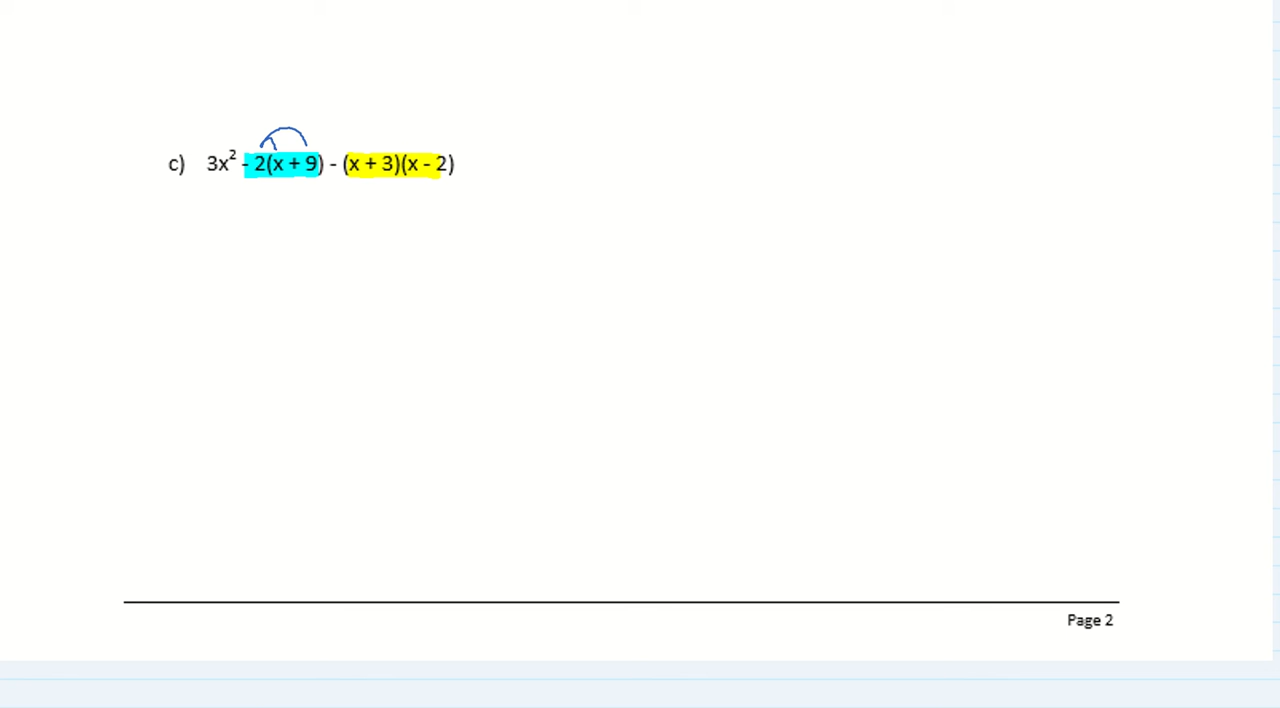 c) 3x² - 2(x + 9) - (x + 3)(x - 2)
Page 2